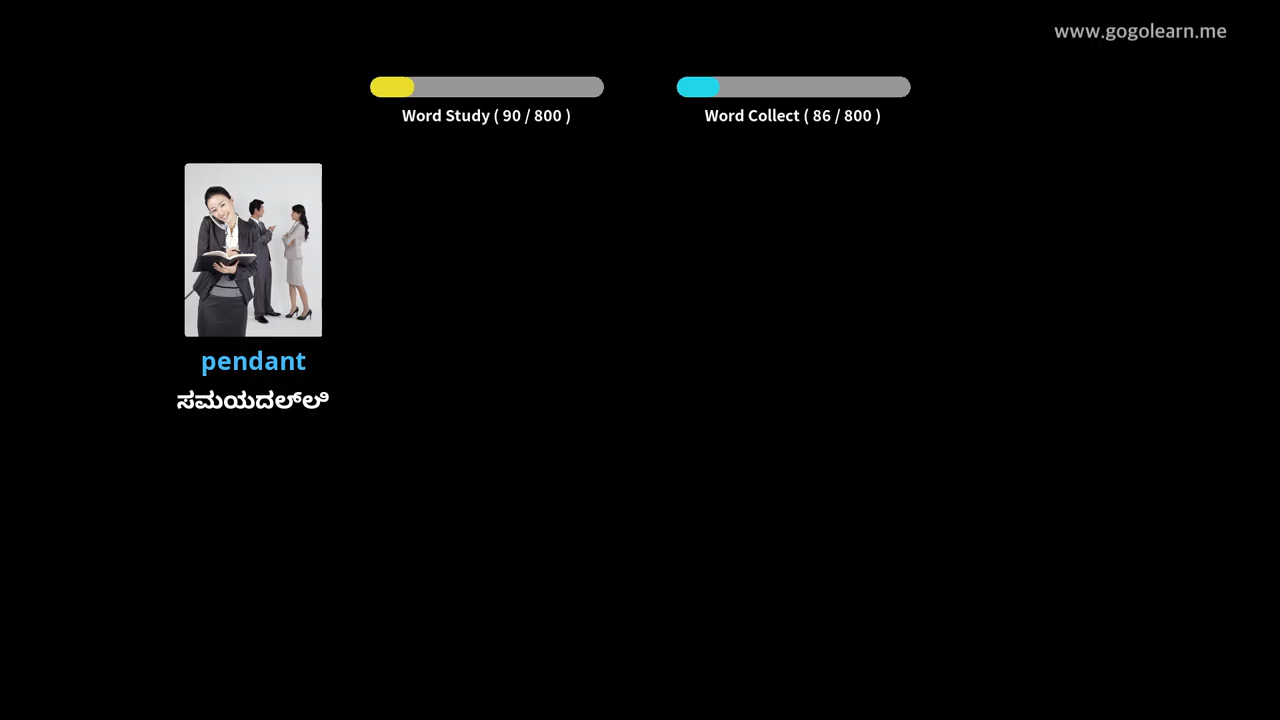 www.gogolearn.me
Word Study ( 90 / 800 )
Word Collect ( 86 / 800 )
pendant
ಸಮಯದಲ್ಲಿ